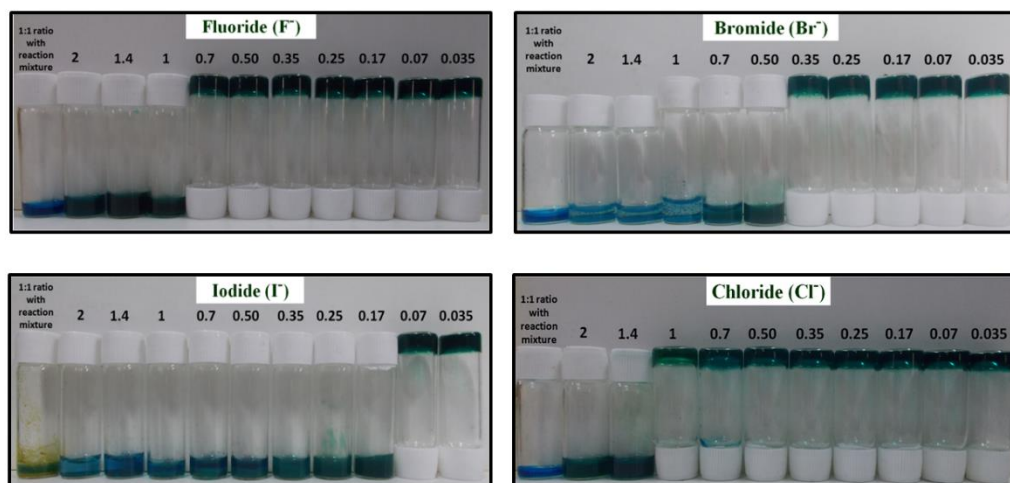 Fluoride (F⁻)
1:1 ratio
with
reaction
mixture
2 1.4 1 0.7 0.50 0.35 0.25 0.17 0.07 0.035
Bromide (Br⁻)
1:1 ratio
with
reaction
mixture
2 1.4 1 0.7 0.50 0.35 0.25 0.17 0.07 0.035
Iodide (I⁻)
1:1 ratio
with
reaction
mixture
2 1.4 1 0.7 0.50 0.35 0.25 0.17 0.07 0.035
Chloride (Cl⁻)
1:1 ratio
with
reaction
mixture
2 1.4 1 0.7 0.50 0.35 0.25 0.17 0.07 0.035